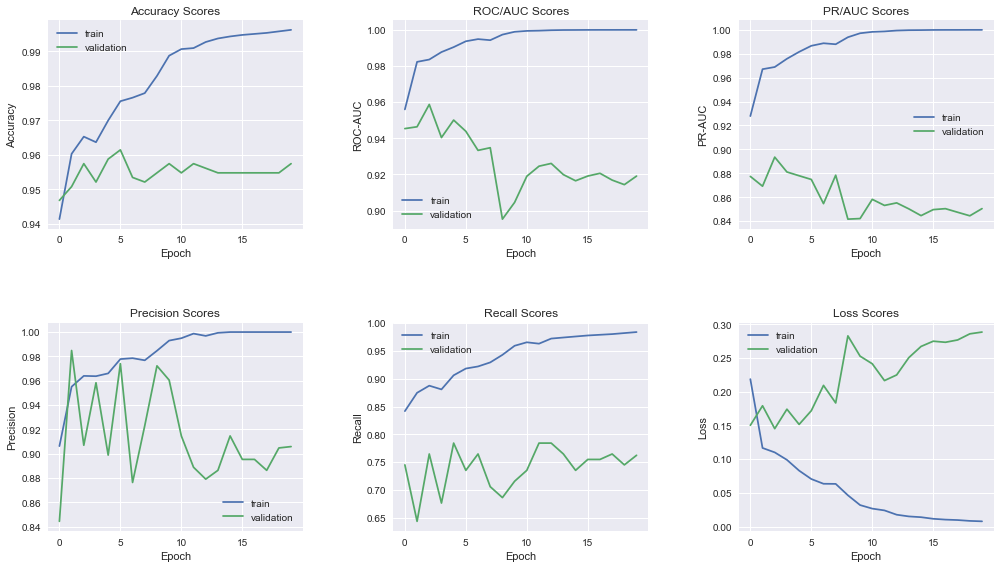 Accuracy Scores
train
validation
Accuracy
0.99
0.98
0.97
0.96
0.95
0.94
0
5
10
15
Epoch
ROC/AUC Scores
train
validation
ROC-AUC
1.00
0.98
0.96
0.94
0.92
0.90
0
5
10
15
Epoch
PR/AUC Scores
train
validation
PR-AUC
1.00
0.98
0.96
0.94
0.92
0.90
0.88
0.86
0.84
0
5
10
15
Epoch
Precision Scores
train
validation
Precision
1.00
0.98
0.96
0.94
0.92
0.90
0.88
0.86
0.84
0
5
10
15
Epoch
Recall Scores
train
validation
Recall
1.00
0.95
0.90
0.85
0.80
0.75
0.70
0.65
0
5
10
15
Epoch
Loss Scores
train
validation
Loss
0.30
0.25
0.20
0.15
0.10
0.05
0.00
0
5
10
15
Epoch